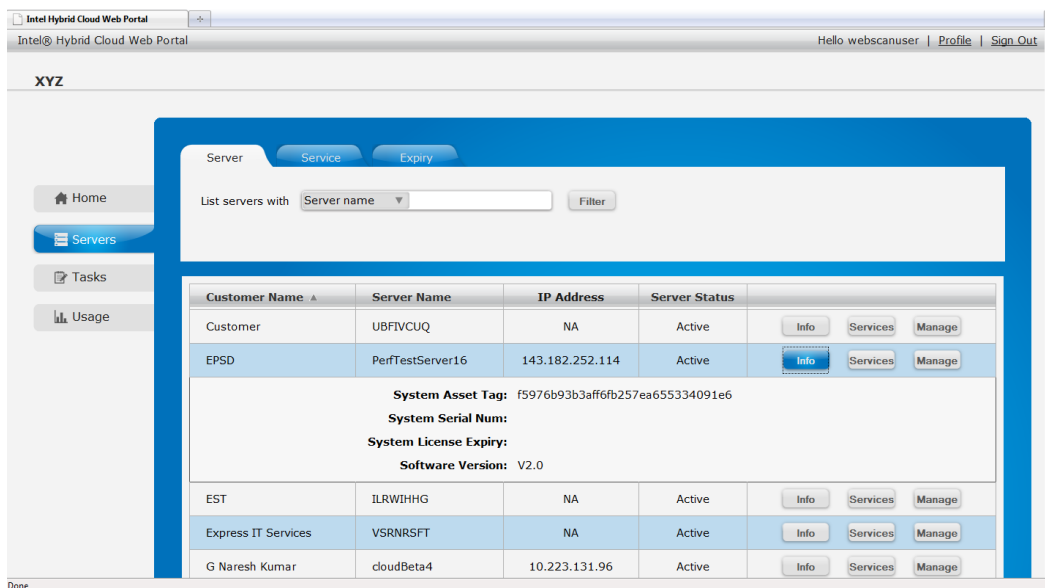 Intel Hybrid Cloud Web Portal
Intel® Hybrid Cloud Web Portal Hello webscanuser | Profile | Sign Out
XYZ
Server Service Expiry
List servers with Server name Filter
Home
Servers
Tasks
Usage
Customer Name Server Name IP Address Server Status
Customer UBFIVCUQ NA Active Info Services Manage
EPSD PerfTestServer16 143.182.252.114 Active Info Services Manage
System Asset Tag: f5976b93b3aff6fb257ea655334091e6
System Serial Num:
System License Expiry:
Software Version: V2.0
EST ILRWIHHG NA Active Info Services Manage
Express IT Services VSRNRSFT NA Active Info Services Manage
G Naresh Kumar cloudBeta4 10.223.131.96 Active Info Services Manage
Done